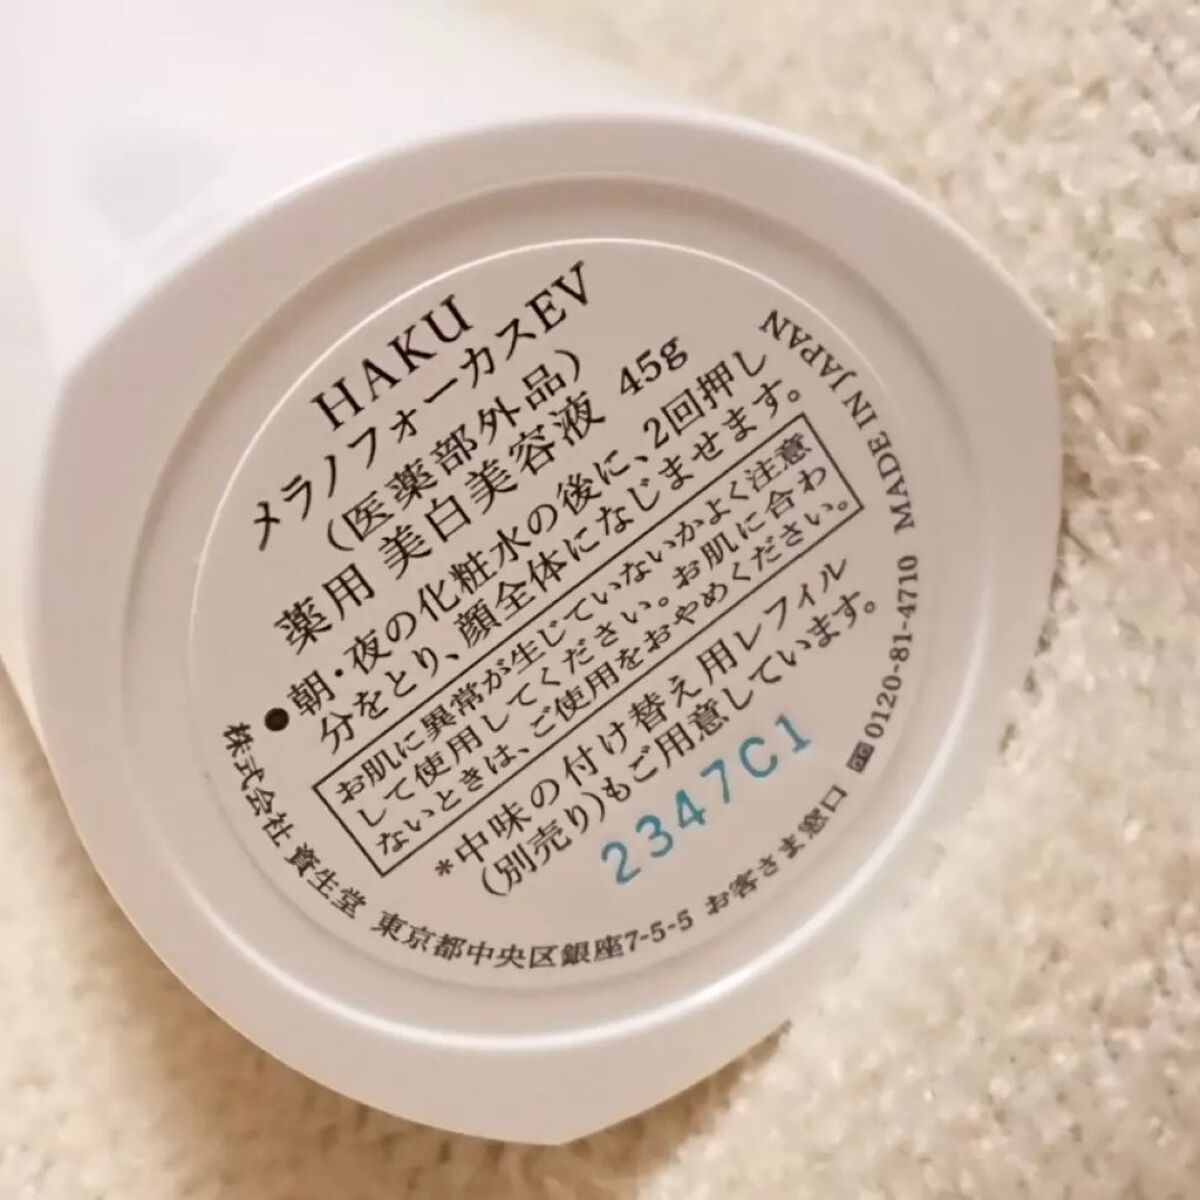 HAKU
メラノフォーカスEV
（医薬部外品）
薬用 美白美容液 45g
●朝・夜の化粧水の後に、2回押し
分をとり、顔全体になじませます。
お肌に異常が生じていないかよく注意
して使用してください。お肌に合わ
ないときは、ご使用をおやめください。
*中味の付け替え用レフィル
(別売り)もご用意しています。
2347C1
株式会社 資生堂 東京都中央区銀座7-5-5 お客さま窓口 0120-81-4710 MADE IN JAPAN